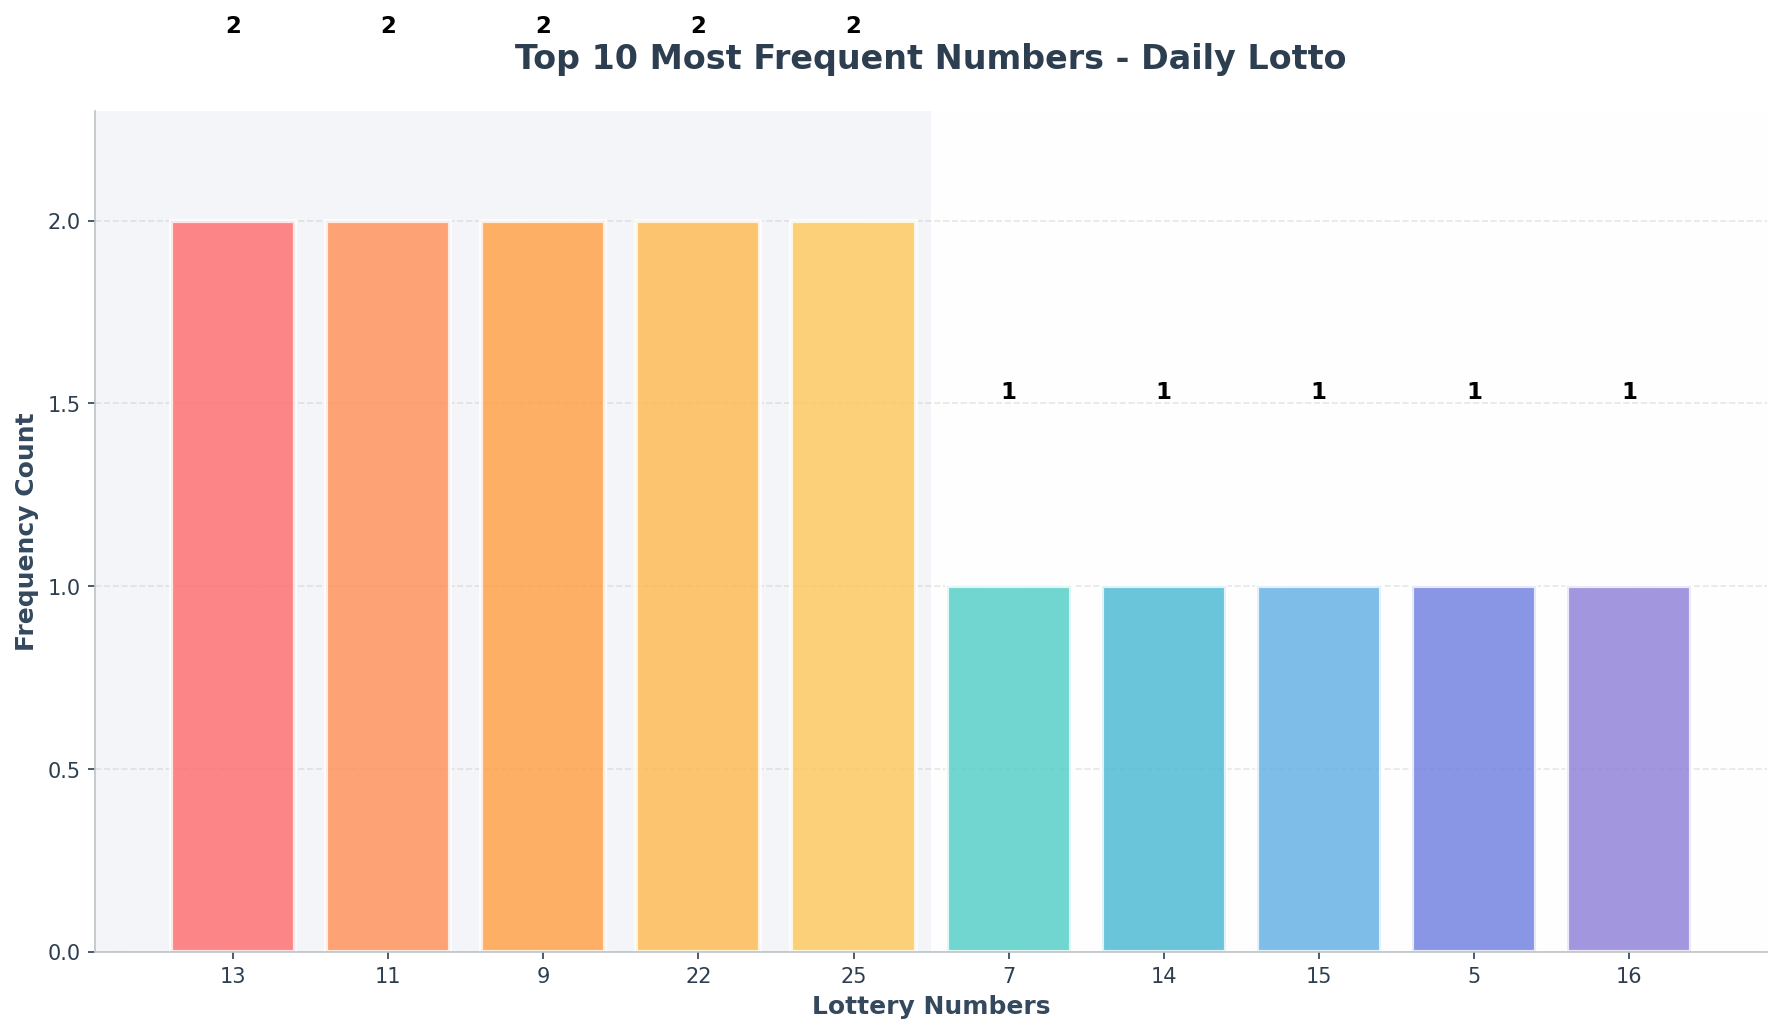 2 2 2 2 2
Top 10 Most Frequent Numbers - Daily Lotto
2.0
1 1 1 1 1
1.5
1.0
0.5
0.0
Frequency Count
13 11 9 22 25 7 14 15 5 16
Lottery Numbers